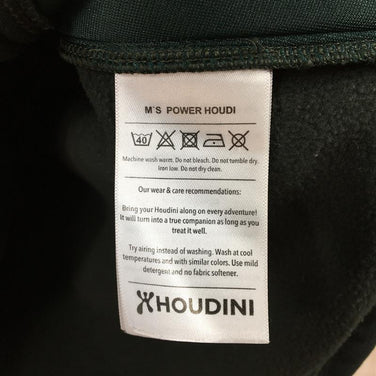 M´S POWER HOUDI
40
Machine wash warm. Do not bleach. Do not tumble dry.
Iron low. Do not dry clean.
Our wear & care recommendations:
Bring your Houdini along on every adventure!
It will turn into a true companion as long as you
treat it well.
Try airing instead of washing. Wash at cool
temperatures and with similar colors. Use mild
detergent and no fabric softener.
HOUDINI